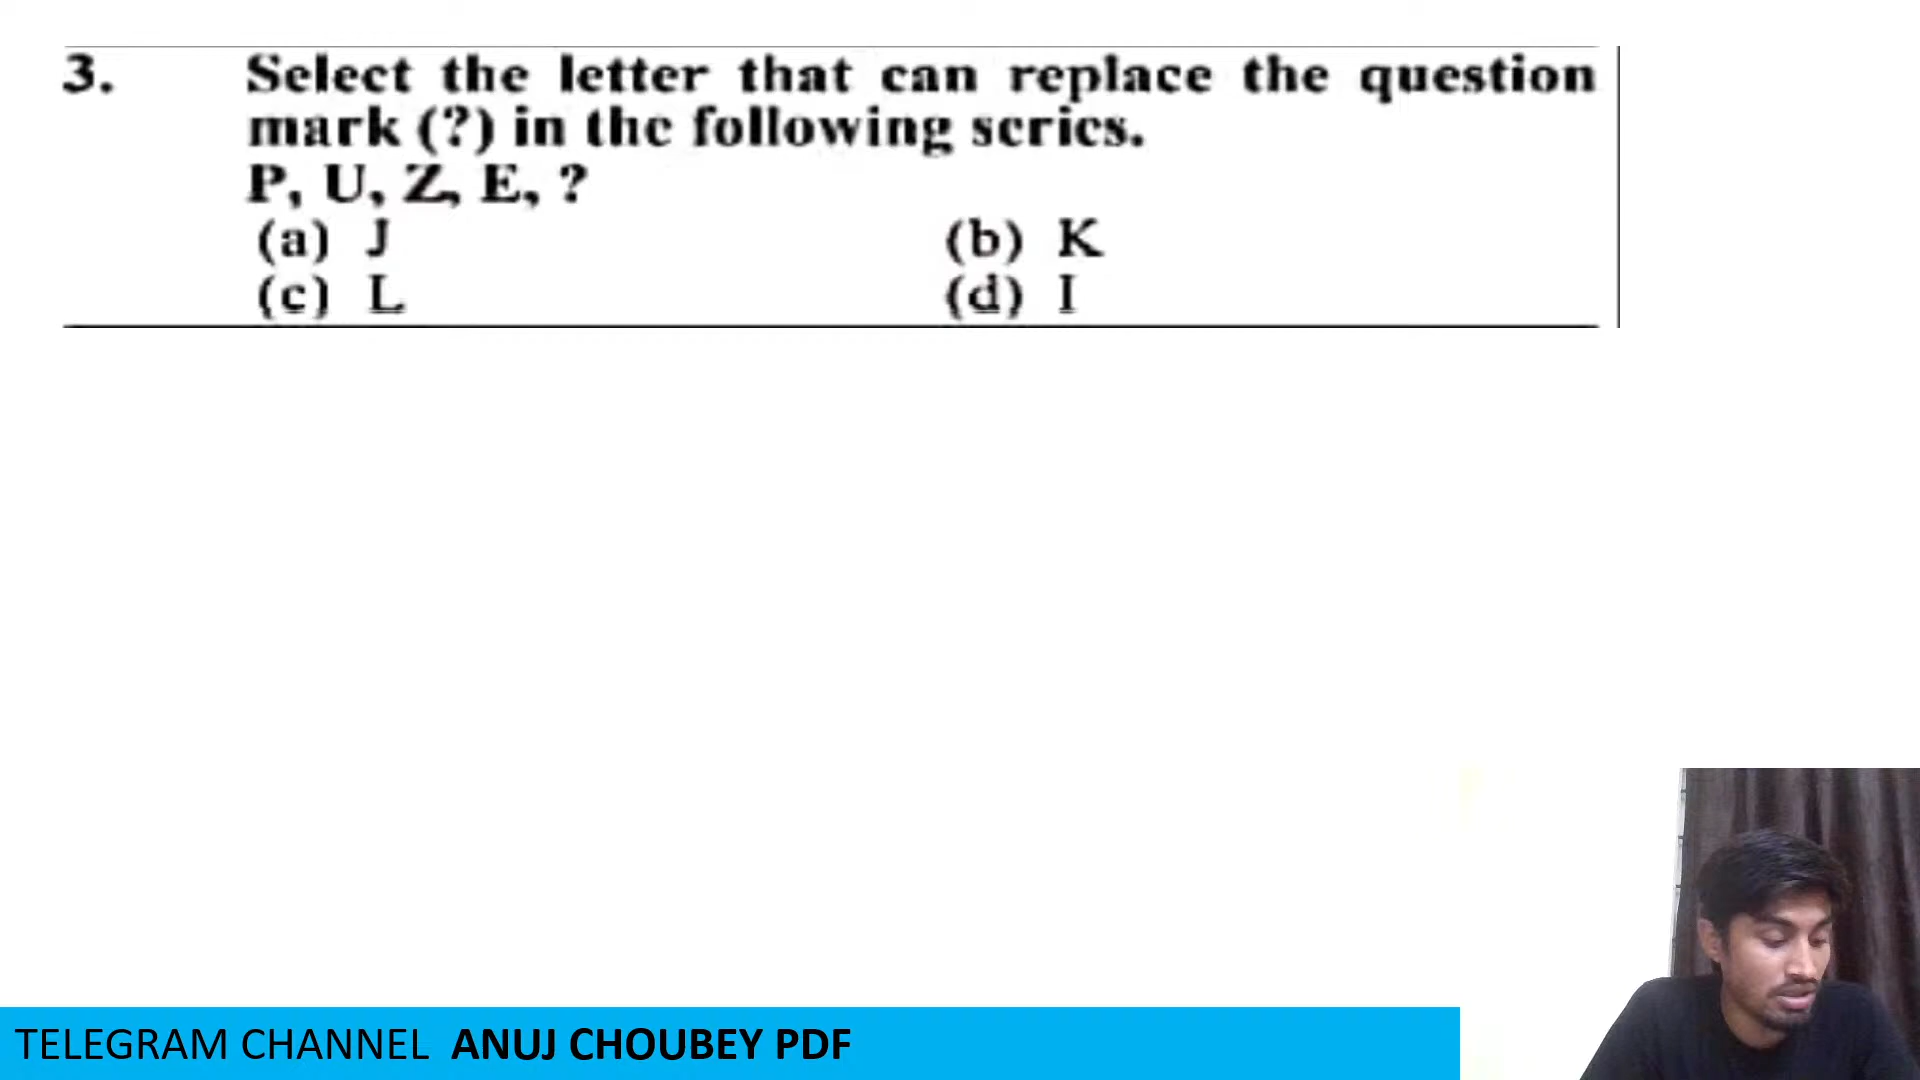 3. Select the letter that can replace the question
mark (?) in the following series.
P, U, Z, E, ?
(a) J (b) K
(c) L (d) I
TELEGRAM CHANNEL ANUJ CHOUBEY PDF